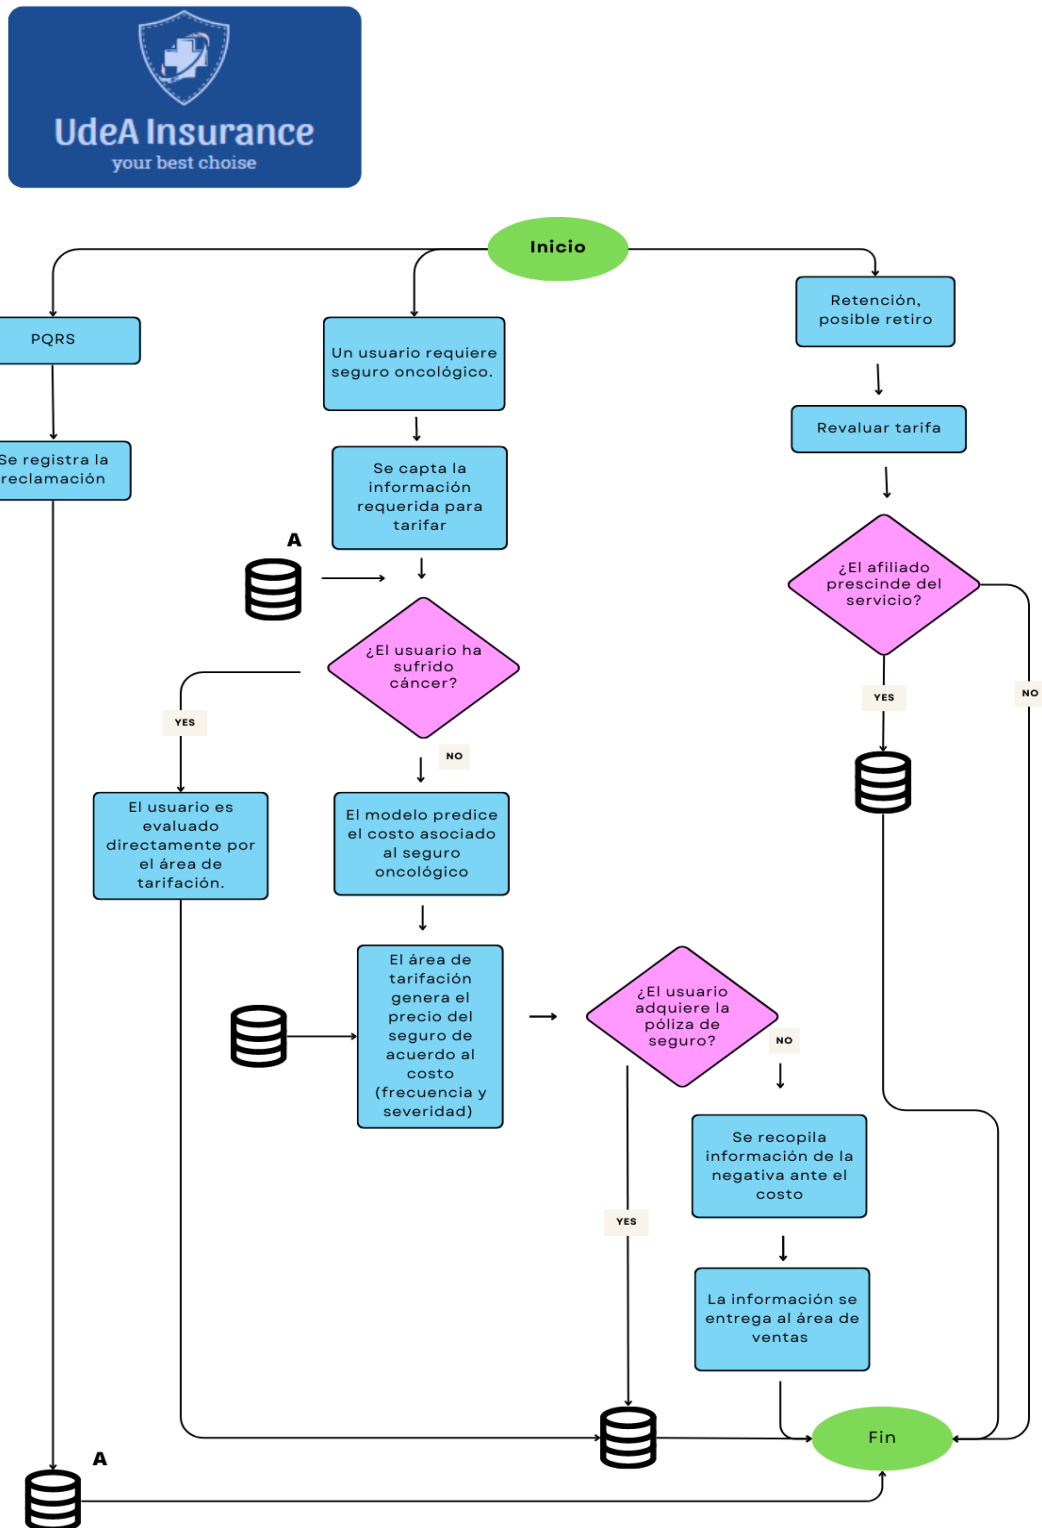 UdeA Insurance
your best choise
Inicio
PQRS
Se registra la
reclamación
Un usuario requiere
seguro oncológico.
Se capta la
información
requerida para
tarifar
A
¿El usuario ha
sufrido
cáncer?
YES
NO
El usuario es
evaluado
directamente por
el área de
tarifación.
El modelo predice
el costo asociado
al seguro
oncológico
El área de
tarifación
genera el
precio del
seguro de
acuerdo al
costo
(frecuencia y
severidad)
¿El usuario
adquiere la
póliza de
seguro?
NO
YES
Se recopila
información de la
negativa ante el
costo
La información se
entrega al área de
ventas
Retención,
posible retiro
Revaluar tarifa
¿El afiliado
prescinde del
servicio?
YES
NO
Fin
A